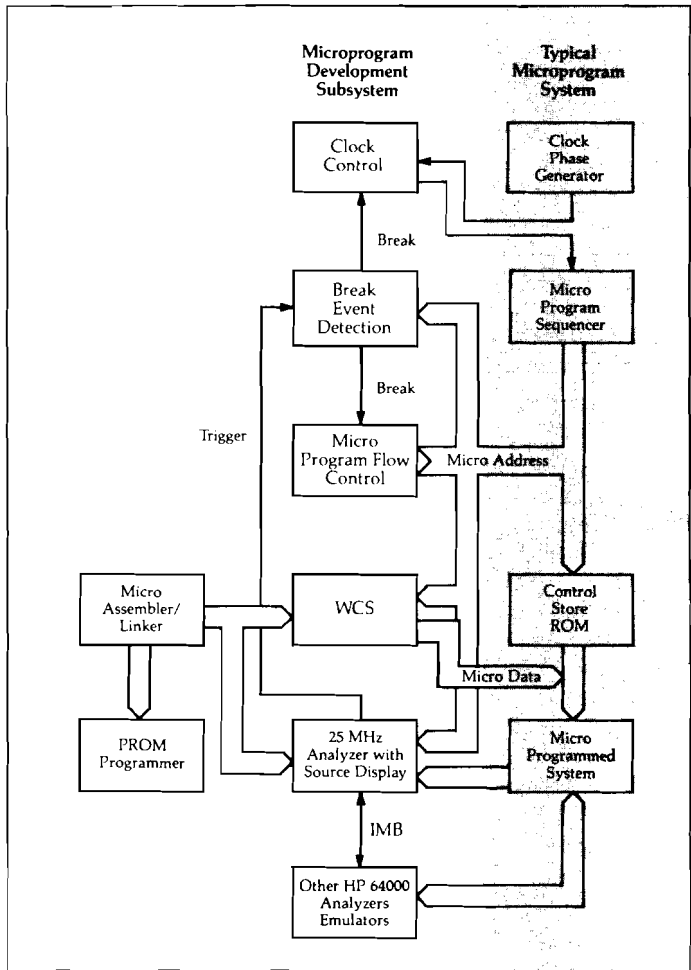 Microprogram
Development
Subsystem
Typical
Microprogram
System
Clock
Control
Clock
Phase
Generator
Break
Break
Event
Detection
Micro
Program
Sequencer
Break
Trigger
Micro
Program Flow
Control
Micro Address
Micro
Assembler/
Linker
WCS
Control
Store
ROM
Micro Data
PROM
Programmer
25 MHz
Analyzer with
Source Display
Micro
Programmed
System
IMB
Other HP 64000
Analyzers
Emulators